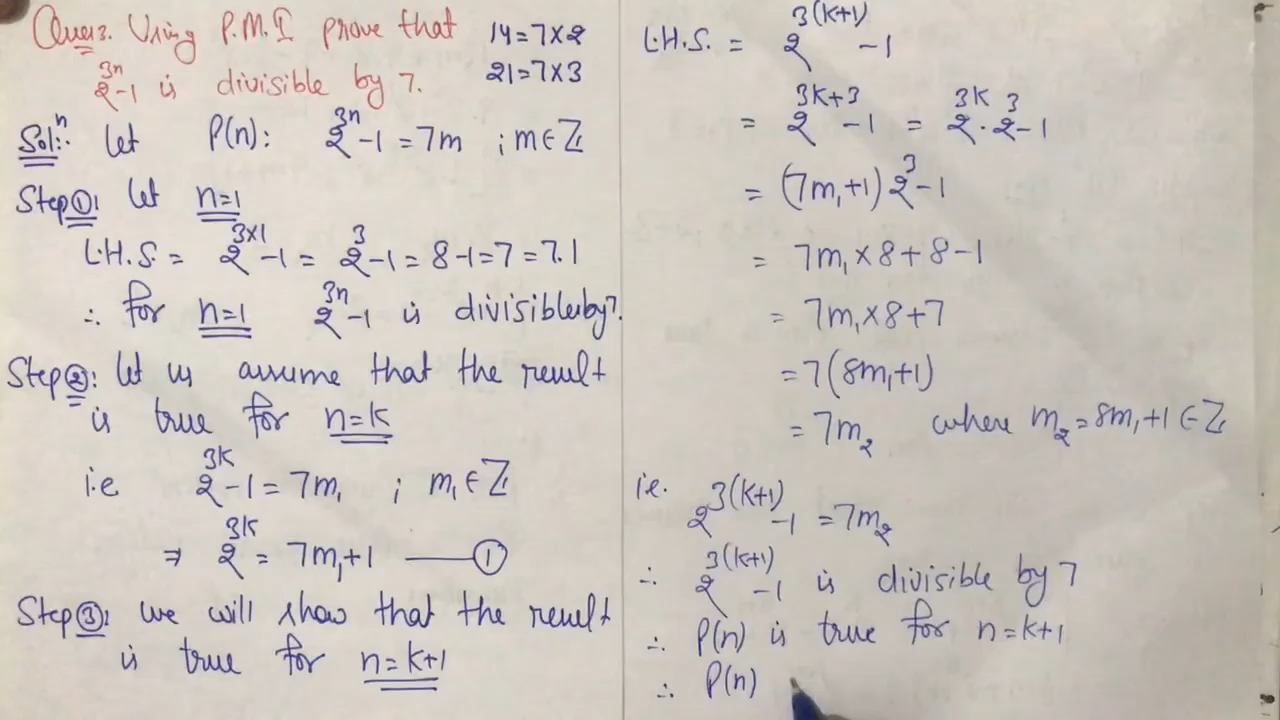 Ques. Using P.M.I prove that
2^{3n}-1 is divisible by 7.
14=7×2
21=7×3
Sol^n:- Let P(n): 2^{3n}-1=7m ; m∈Z
Step①: Let n=1
L.H.S. = 2^{3×1}-1 = 2^3-1 = 8-1=7=7.1
∴ for n=1 2^{3n}-1 is divisible by 7.
Step②: Let us assume that the result
is true for n=k
i.e 2^{3k}-1=7m₁ ; m₁∈Z
⇒ 2^{3k} = 7m₁+1 —— ①
Step③: We will show that the result
is true for n=k+1
L.H.S. = 2^{3(k+1)}-1
= 2^{3k+3}-1 = 2^{3k}.2^3-1
= (7m₁+1)2^3-1
= 7m₁×8+8-1
= 7m₁×8+7
=7(8m₁+1)
= 7m₂ where m₂=8m₁+1∈Z
i.e. 2^{3(k+1)}-1 =7m₂
∴ 2^{3(k+1)}-1 is divisible by 7
∴ P(n) is true for n=k+1
∴ P(n)